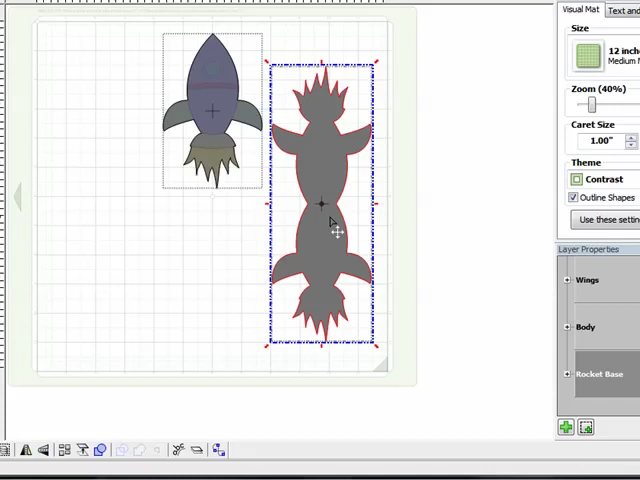 Visual Mat
Text and
Size
12 inch
Medium
Zoom (40%)
Caret Size
1.00"
Theme
Contrast
Outline Shapes
Use these settin
Layer Properties
Wings
Body
Rocket Base